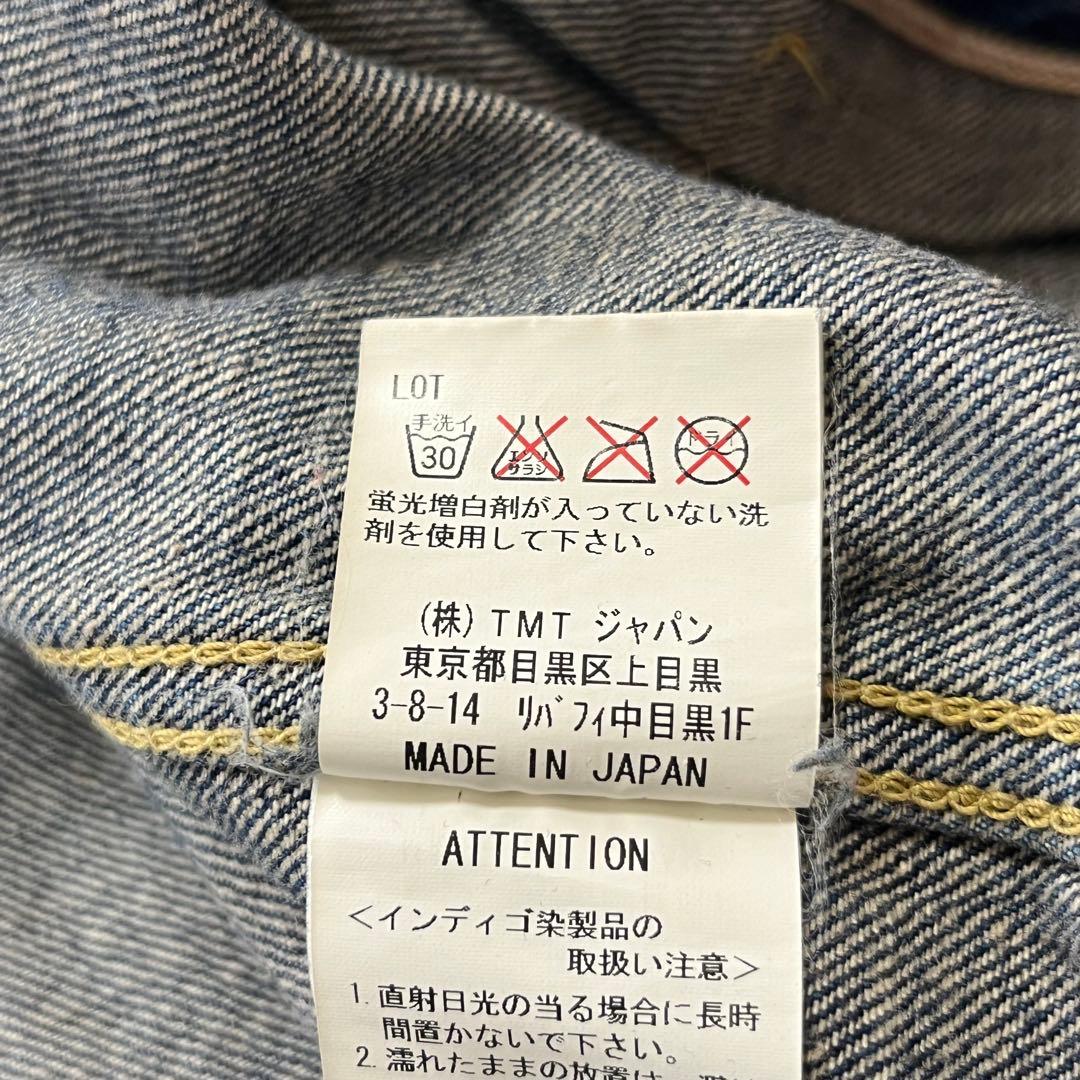 LOT
手洗イ
30
エンソ
サラシ
ドライ
蛍光増白剤が入っていない洗
剤を使用して下さい。
(株) TMT ジャパン
東京都目黒区上目黒
3-8-14 リバフィ中目黒1F
MADE IN JAPAN
ATTENTION
<インディゴ染製品の
取扱い注意>
1. 直射日光の当る場合に長時
間置かないで下さい。
2. 濡れたままの放置は、